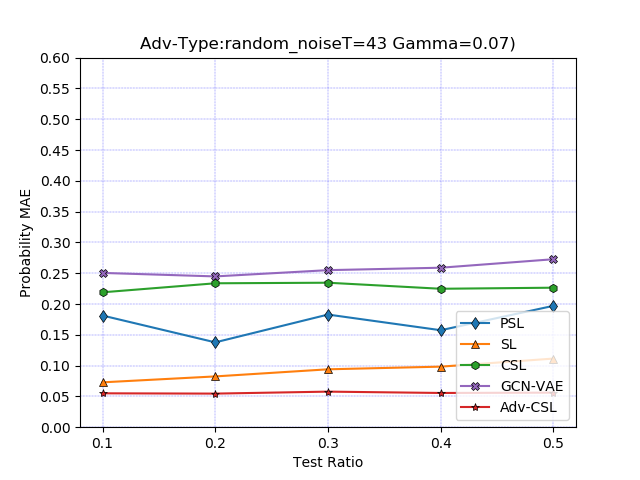 Adv-Type:random_noiseT=43 Gamma=0.07)
0.60
0.55
0.50
0.45
0.40
0.35
0.30
0.25
0.20
0.15
0.10
0.05
0.00
Probability MAE
PSL
SL
CSL
GCN-VAE
Adv-CSL
0.1 0.2 0.3 0.4 0.5
Test Ratio